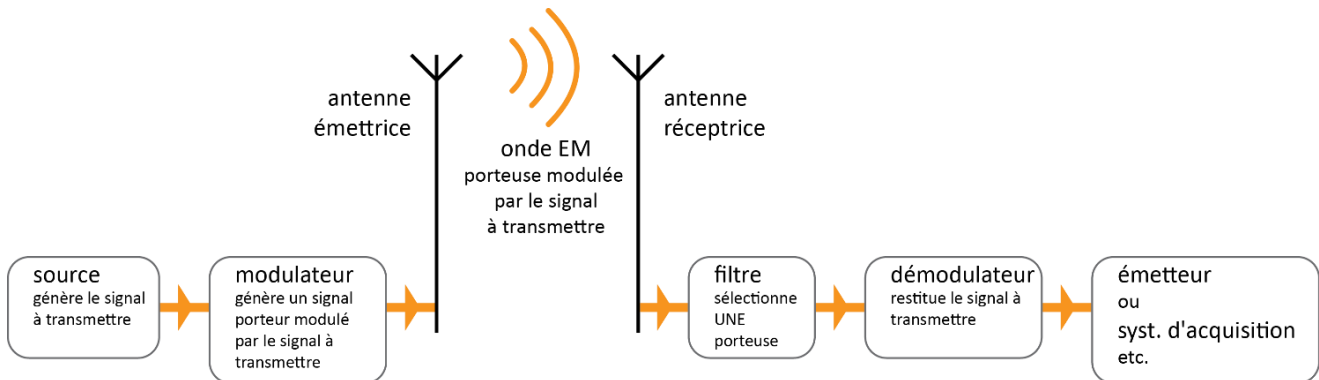 antenne
émettrice
onde EM
porteuse modulée
par le signal
à transmettre
antenne
réceptrice
source
génère le signal
à transmettre
modulateur
génère un signal
porteur modulé
par le signal à
transmettre
filtre
sélectionne
UNE
porteuse
démodulateur
restitue le signal à
transmettre
émetteur
ou
syst. d'acquisition
etc.